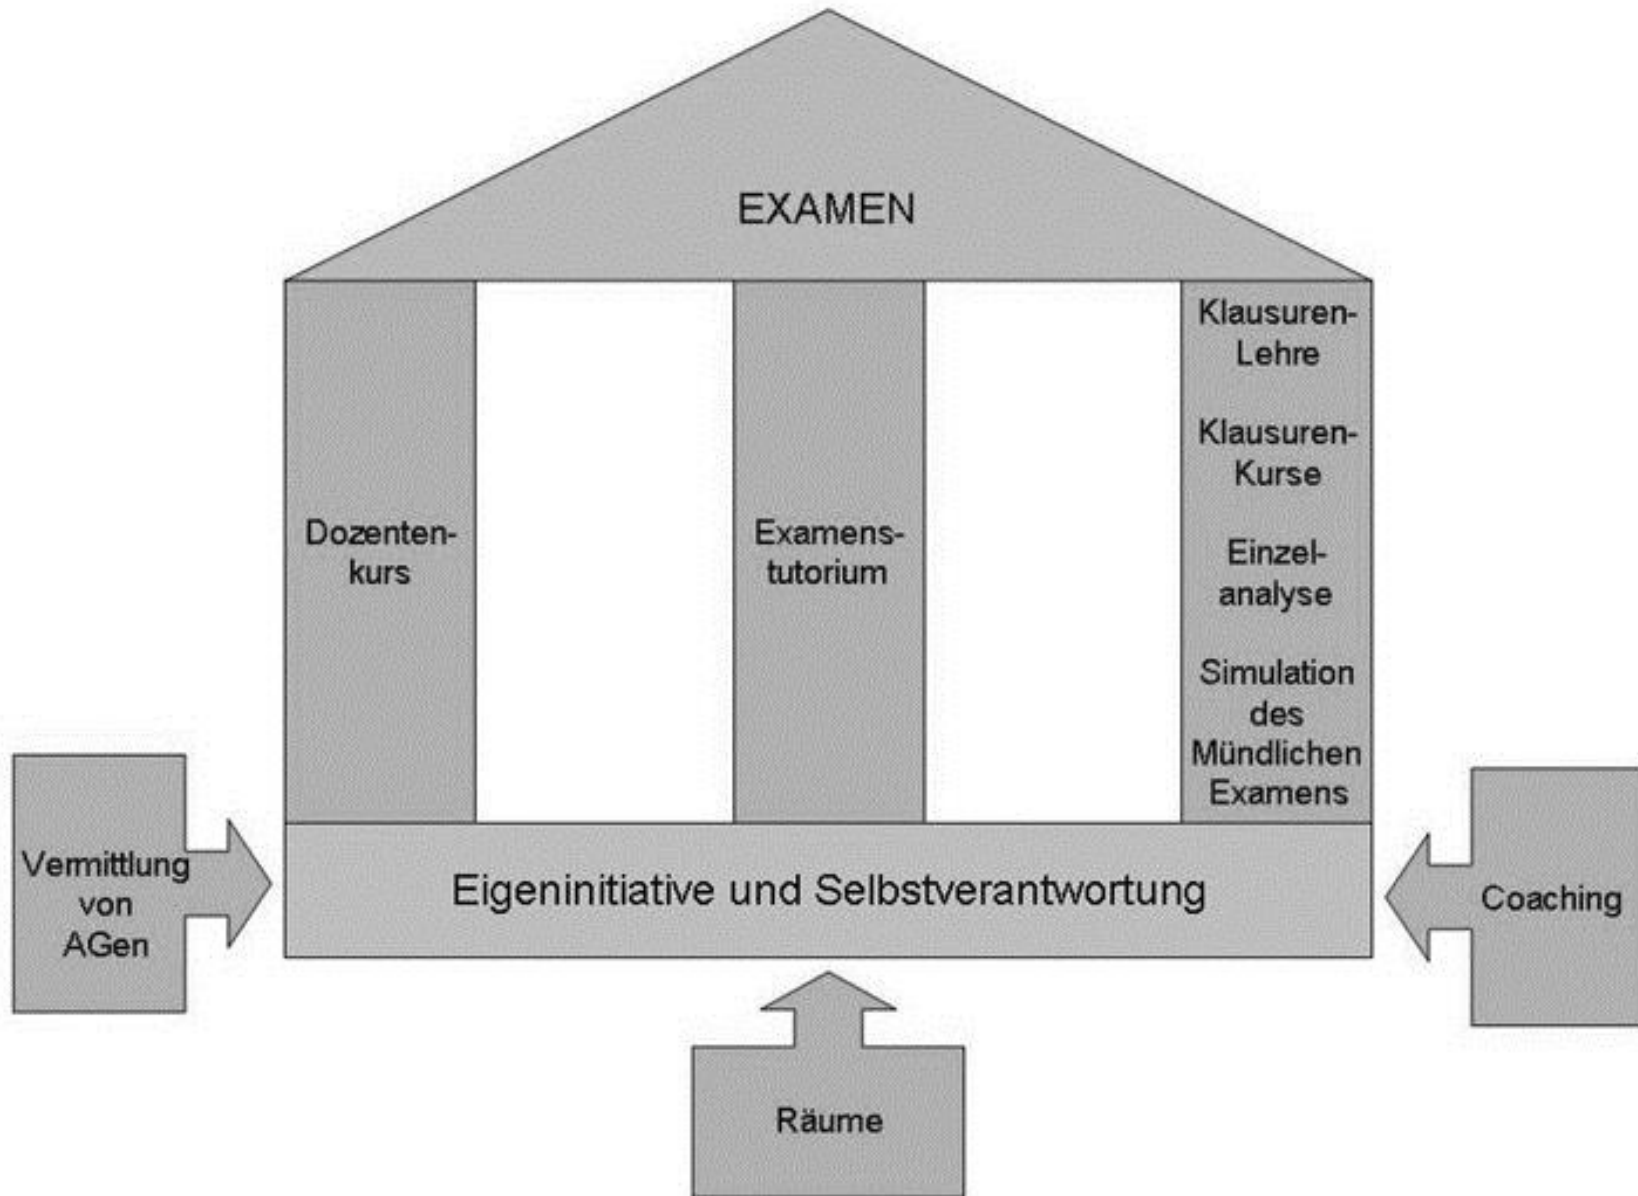 EXAMEN
Dozenten-
kurs
Examens-
tutorium
Klausuren-
Lehre
Klausuren-
Kurse
Einzel-
analyse
Simulation
des
Mündlichen
Examens
Vermittlung
von
AGen
Eigeninitiative und Selbstverantwortung
Coaching
Räume